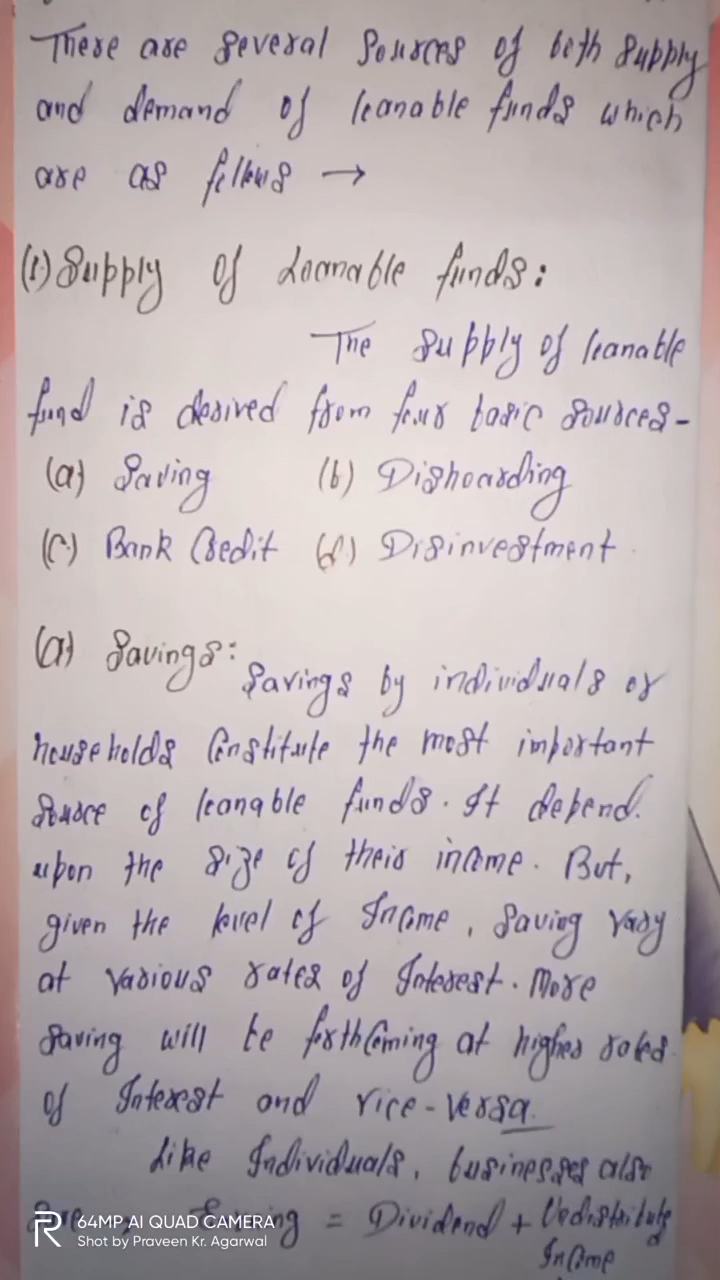 There are several sources of both supply
and demand of loanable funds which
are as follows →
(1) Supply of Loanable funds:
The supply of loanable
fund is derived from four basic sources-
(a) Saving (b) Dishoarding
(c) Bank Credit (d) Disinvestment
(a) Savings:
Savings by individuals or
households Constitute the most important
source of loanable funds. It depend.
upon the size of their income. But,
given the level of Income, saving vary
at various rates of Interest. More
saving will be forthComing at higher rates
of Interest and vice-versa.
Like Individuals, businesses also
= Dividend + Undistributed
InCome
64MP AI QUAD CAMERA
Shot by Praveen Kr. Agarwal